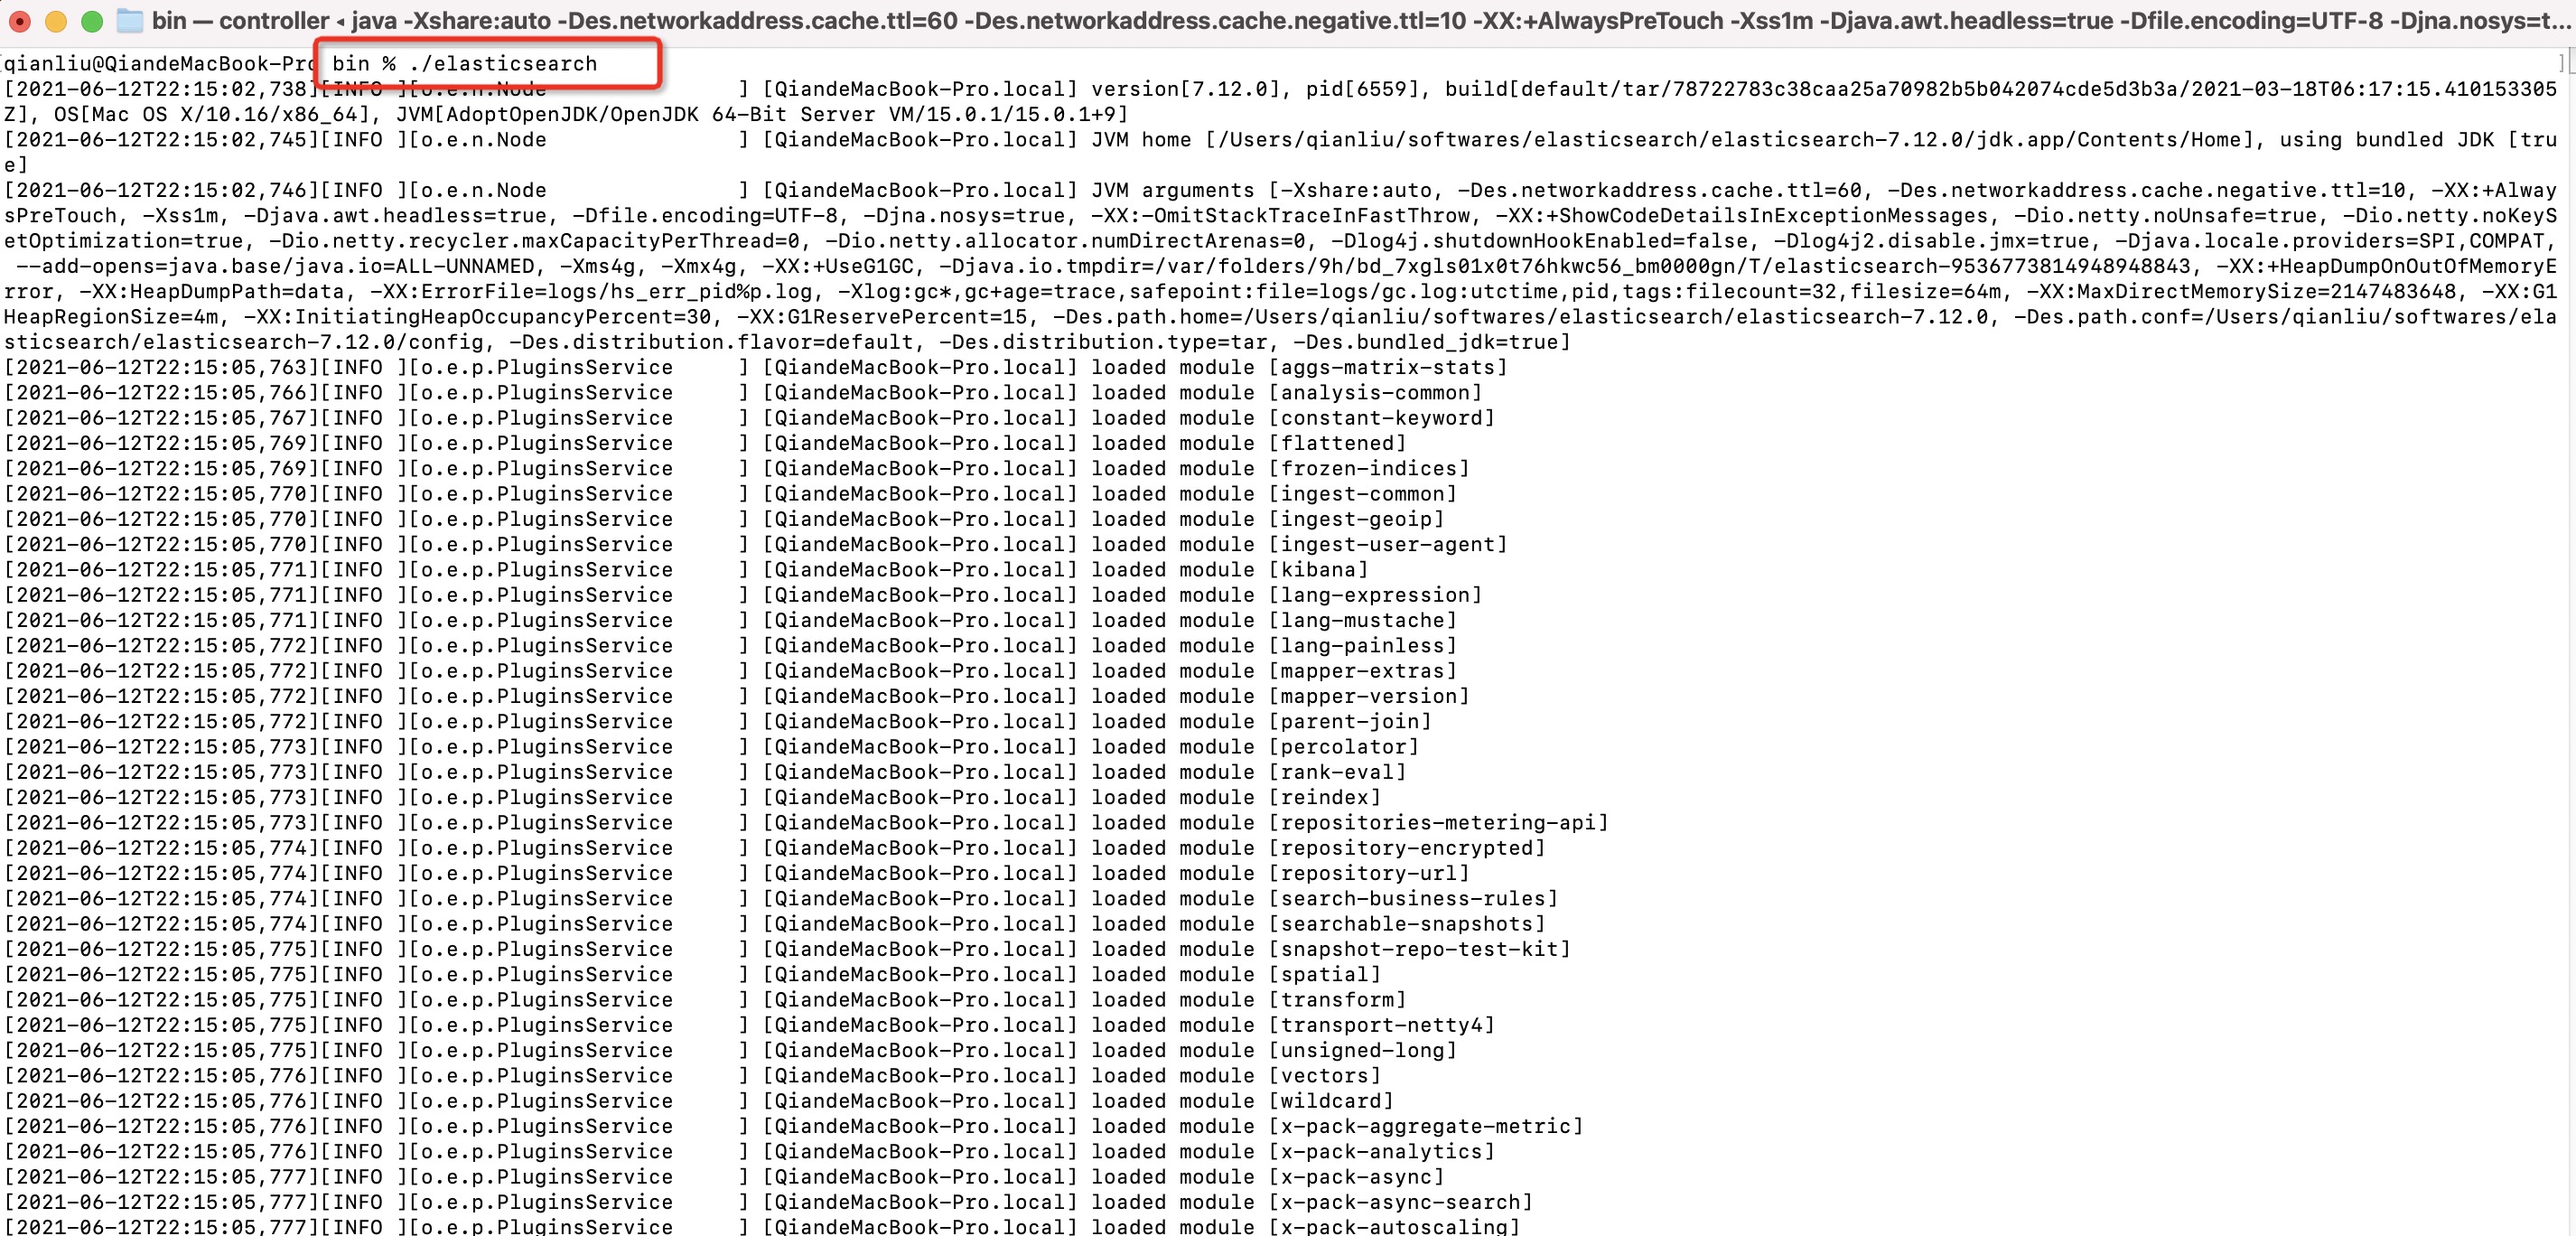 bin — controller ◂ java -Xshare:auto -Des.networkaddress.cache.ttl=60 -Des.networkaddress.cache.negative.ttl=10 -XX:+AlwaysPreTouch -Xss1m -Djava.awt.headless=true -Dfile.encoding=UTF-8 -Djna.nosys=t...
[qianliu@QiandeMacBook-Pro bin % ./elasticsearch ]
[2021-06-12T22:15:02,738][INFO ][o.e.n.Node               ] [QiandeMacBook-Pro.local] version[7.12.0], pid[6559], build[default/tar/78722783c38caa25a70982b5b042074cde5d3b3a/2021-03-18T06:17:15.410153305
Z], OS[Mac OS X/10.16/x86_64], JVM[AdoptOpenJDK/OpenJDK 64-Bit Server VM/15.0.1/15.0.1+9]
[2021-06-12T22:15:02,745][INFO ][o.e.n.Node               ] [QiandeMacBook-Pro.local] JVM home [/Users/qianliu/softwares/elasticsearch/elasticsearch-7.12.0/jdk.app/Contents/Home], using bundled JDK [tru
e]
[2021-06-12T22:15:02,746][INFO ][o.e.n.Node               ] [QiandeMacBook-Pro.local] JVM arguments [-Xshare:auto, -Des.networkaddress.cache.ttl=60, -Des.networkaddress.cache.negative.ttl=10, -XX:+Alway
sPreTouch, -Xss1m, -Djava.awt.headless=true, -Dfile.encoding=UTF-8, -Djna.nosys=true, -XX:-OmitStackTraceInFastThrow, -XX:+ShowCodeDetailsInExceptionMessages, -Dio.netty.noUnsafe=true, -Dio.netty.noKeyS
etOptimization=true, -Dio.netty.recycler.maxCapacityPerThread=0, -Dio.netty.allocator.numDirectArenas=0, -Dlog4j.shutdownHookEnabled=false, -Dlog4j2.disable.jmx=true, -Djava.locale.providers=SPI,COMPAT,
 --add-opens=java.base/java.io=ALL-UNNAMED, -Xms4g, -Xmx4g, -XX:+UseG1GC, -Djava.io.tmpdir=/var/folders/9h/bd_7xgls01x0t76hkwc56_bm0000gn/T/elasticsearch-9536773814948948843, -XX:+HeapDumpOnOutOfMemoryE
rror, -XX:HeapDumpPath=data, -XX:ErrorFile=logs/hs_err_pid%p.log, -Xlog:gc*,gc+age=trace,safepoint:file=logs/gc.log:utctime,pid,tags:filecount=32,filesize=64m, -XX:MaxDirectMemorySize=2147483648, -XX:G1
HeapRegionSize=4m, -XX:InitiatingHeapOccupancyPercent=30, -XX:G1ReservePercent=15, -Des.path.home=/Users/qianliu/softwares/elasticsearch/elasticsearch-7.12.0, -Des.path.conf=/Users/qianliu/softwares/ela
sticsearch/elasticsearch-7.12.0/config, -Des.distribution.flavor=default, -Des.distribution.type=tar, -Des.bundled_jdk=true]
[2021-06-12T22:15:05,763][INFO ][o.e.p.PluginsService     ] [QiandeMacBook-Pro.local] loaded module [aggs-matrix-stats]
[2021-06-12T22:15:05,766][INFO ][o.e.p.PluginsService     ] [QiandeMacBook-Pro.local] loaded module [analysis-common]
[2021-06-12T22:15:05,767][INFO ][o.e.p.PluginsService     ] [QiandeMacBook-Pro.local] loaded module [constant-keyword]
[2021-06-12T22:15:05,769][INFO ][o.e.p.PluginsService     ] [QiandeMacBook-Pro.local] loaded module [flattened]
[2021-06-12T22:15:05,769][INFO ][o.e.p.PluginsService     ] [QiandeMacBook-Pro.local] loaded module [frozen-indices]
[2021-06-12T22:15:05,770][INFO ][o.e.p.PluginsService     ] [QiandeMacBook-Pro.local] loaded module [ingest-common]
[2021-06-12T22:15:05,770][INFO ][o.e.p.PluginsService     ] [QiandeMacBook-Pro.local] loaded module [ingest-geoip]
[2021-06-12T22:15:05,770][INFO ][o.e.p.PluginsService     ] [QiandeMacBook-Pro.local] loaded module [ingest-user-agent]
[2021-06-12T22:15:05,771][INFO ][o.e.p.PluginsService     ] [QiandeMacBook-Pro.local] loaded module [kibana]
[2021-06-12T22:15:05,771][INFO ][o.e.p.PluginsService     ] [QiandeMacBook-Pro.local] loaded module [lang-expression]
[2021-06-12T22:15:05,771][INFO ][o.e.p.PluginsService     ] [QiandeMacBook-Pro.local] loaded module [lang-mustache]
[2021-06-12T22:15:05,772][INFO ][o.e.p.PluginsService     ] [QiandeMacBook-Pro.local] loaded module [lang-painless]
[2021-06-12T22:15:05,772][INFO ][o.e.p.PluginsService     ] [QiandeMacBook-Pro.local] loaded module [mapper-extras]
[2021-06-12T22:15:05,772][INFO ][o.e.p.PluginsService     ] [QiandeMacBook-Pro.local] loaded module [mapper-version]
[2021-06-12T22:15:05,772][INFO ][o.e.p.PluginsService     ] [QiandeMacBook-Pro.local] loaded module [parent-join]
[2021-06-12T22:15:05,773][INFO ][o.e.p.PluginsService     ] [QiandeMacBook-Pro.local] loaded module [percolator]
[2021-06-12T22:15:05,773][INFO ][o.e.p.PluginsService     ] [QiandeMacBook-Pro.local] loaded module [rank-eval]
[2021-06-12T22:15:05,773][INFO ][o.e.p.PluginsService     ] [QiandeMacBook-Pro.local] loaded module [reindex]
[2021-06-12T22:15:05,773][INFO ][o.e.p.PluginsService     ] [QiandeMacBook-Pro.local] loaded module [repositories-metering-api]
[2021-06-12T22:15:05,774][INFO ][o.e.p.PluginsService     ] [QiandeMacBook-Pro.local] loaded module [repository-encrypted]
[2021-06-12T22:15:05,774][INFO ][o.e.p.PluginsService     ] [QiandeMacBook-Pro.local] loaded module [repository-url]
[2021-06-12T22:15:05,774][INFO ][o.e.p.PluginsService     ] [QiandeMacBook-Pro.local] loaded module [search-business-rules]
[2021-06-12T22:15:05,774][INFO ][o.e.p.PluginsService     ] [QiandeMacBook-Pro.local] loaded module [searchable-snapshots]
[2021-06-12T22:15:05,775][INFO ][o.e.p.PluginsService     ] [QiandeMacBook-Pro.local] loaded module [snapshot-repo-test-kit]
[2021-06-12T22:15:05,775][INFO ][o.e.p.PluginsService     ] [QiandeMacBook-Pro.local] loaded module [spatial]
[2021-06-12T22:15:05,775][INFO ][o.e.p.PluginsService     ] [QiandeMacBook-Pro.local] loaded module [transform]
[2021-06-12T22:15:05,775][INFO ][o.e.p.PluginsService     ] [QiandeMacBook-Pro.local] loaded module [transport-netty4]
[2021-06-12T22:15:05,775][INFO ][o.e.p.PluginsService     ] [QiandeMacBook-Pro.local] loaded module [unsigned-long]
[2021-06-12T22:15:05,776][INFO ][o.e.p.PluginsService     ] [QiandeMacBook-Pro.local] loaded module [vectors]
[2021-06-12T22:15:05,776][INFO ][o.e.p.PluginsService     ] [QiandeMacBook-Pro.local] loaded module [wildcard]
[2021-06-12T22:15:05,776][INFO ][o.e.p.PluginsService     ] [QiandeMacBook-Pro.local] loaded module [x-pack-aggregate-metric]
[2021-06-12T22:15:05,776][INFO ][o.e.p.PluginsService     ] [QiandeMacBook-Pro.local] loaded module [x-pack-analytics]
[2021-06-12T22:15:05,777][INFO ][o.e.p.PluginsService     ] [QiandeMacBook-Pro.local] loaded module [x-pack-async]
[2021-06-12T22:15:05,777][INFO ][o.e.p.PluginsService     ] [QiandeMacBook-Pro.local] loaded module [x-pack-async-search]
[2021-06-12T22:15:05,777][INFO ][o.e.p.PluginsService     ] [QiandeMacBook-Pro.local] loaded module [x-pack-autoscaling]